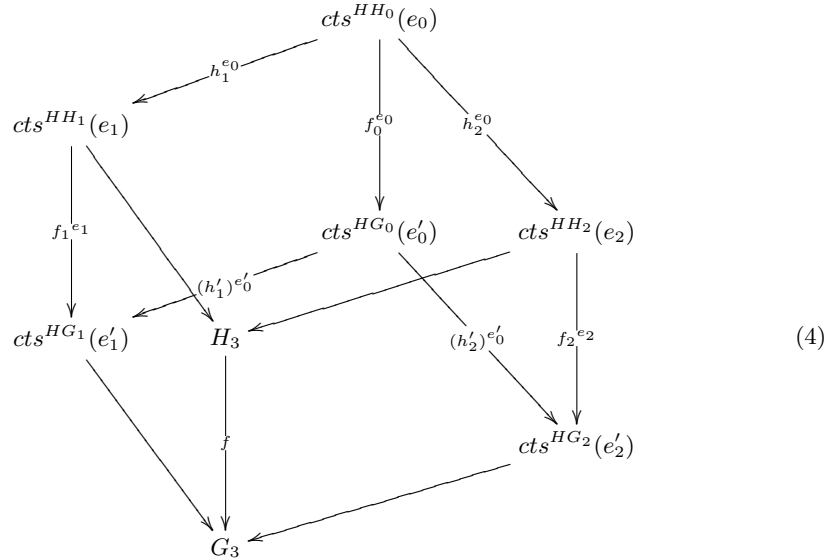 cts^{HH_0}(e_0)
h_1^{e_0}
f_0^{e_0}
h_2^{e_0}
cts^{HH_1}(e_1)
f_1^{e_1}
cts^{HG_0}(e'_0)
cts^{HH_2}(e_2)
(h'_1)^{e'_0}
cts^{HG_1}(e'_1)
H_3
(h'_2)^{e'_0}
f_2^{e_2}
(4)
f
cts^{HG_2}(e'_2)
G_3